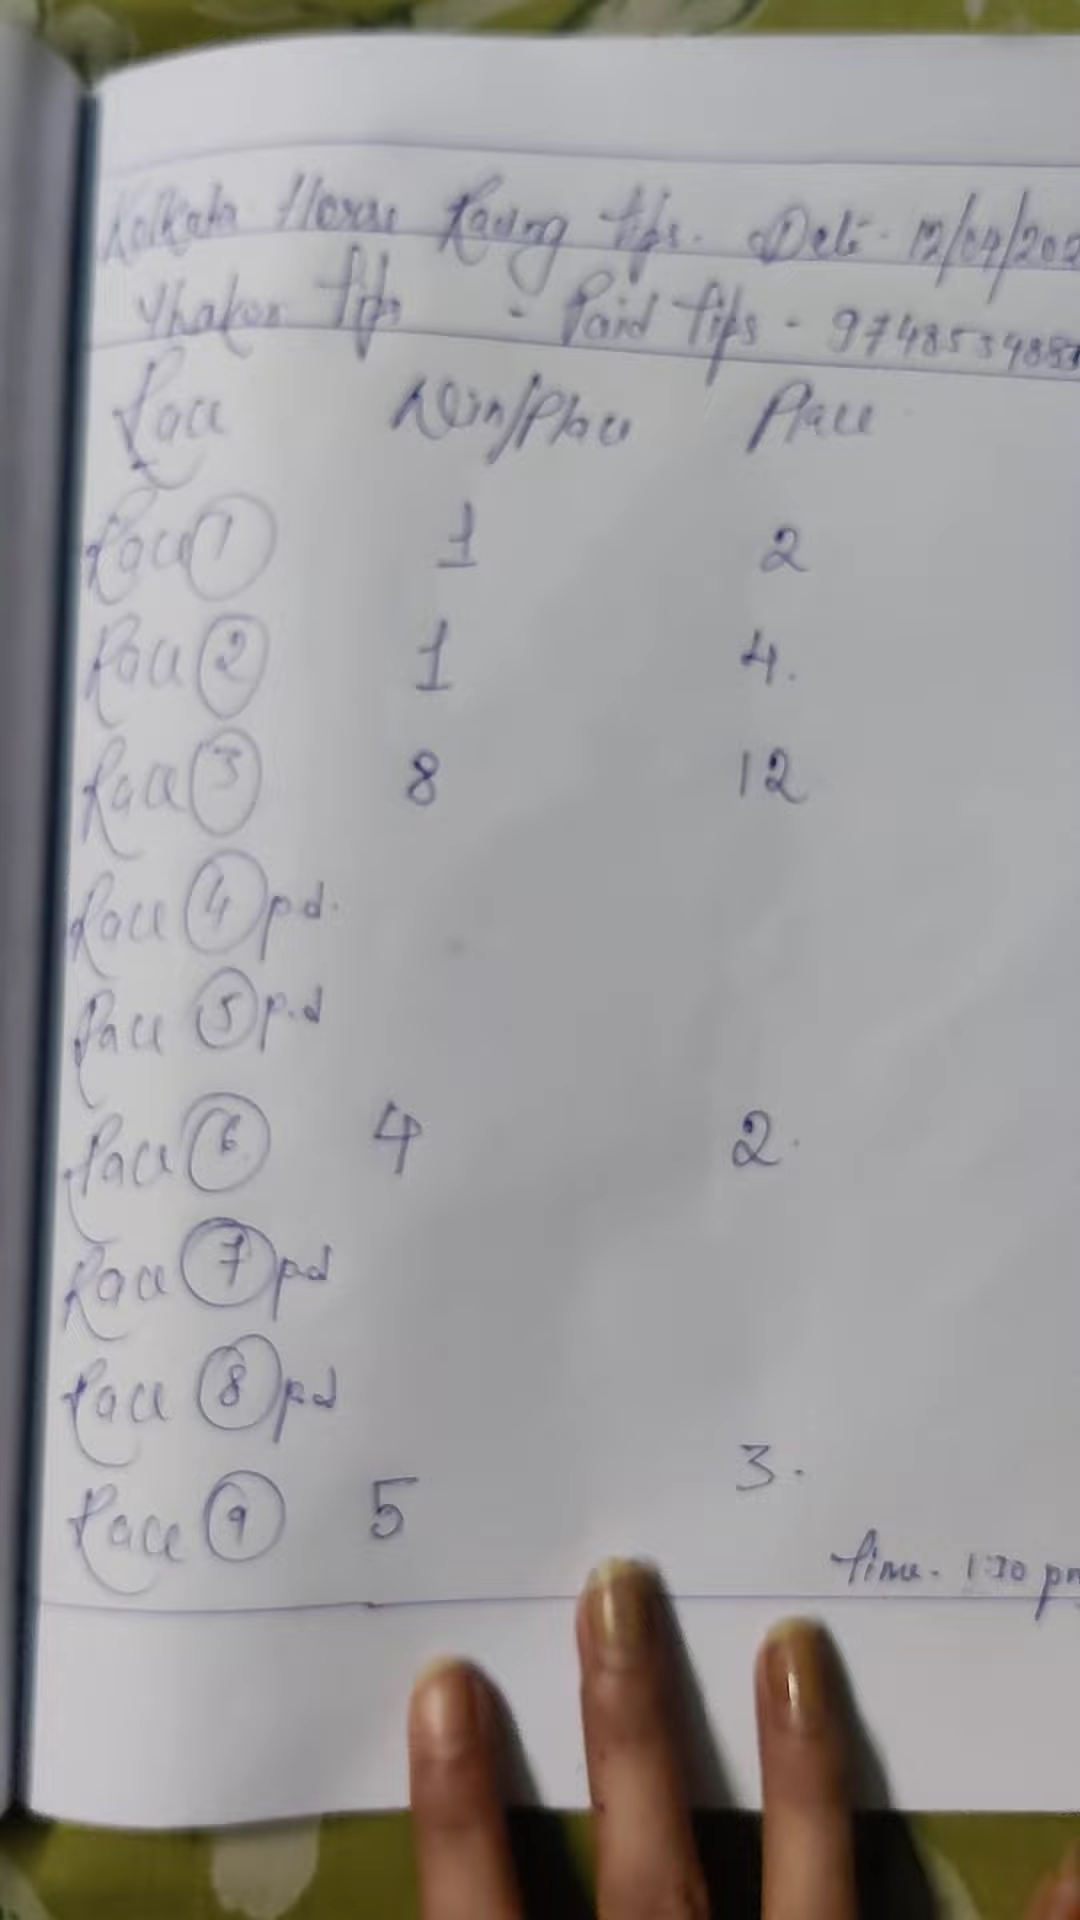 Kolkata Horse Racing tips. Date - 12/04/202
Thakur tips - Paid tips - 974853488
Race Win/Place Place
Race 1 1 2
Race 2 1 4.
Race 3 8 12
Race 4 pd.
Race 5 p.d
Race 6 4 2.
Race 7 pd
Race 8 pd
Race 9 5 3.
Time - 1:30 pm